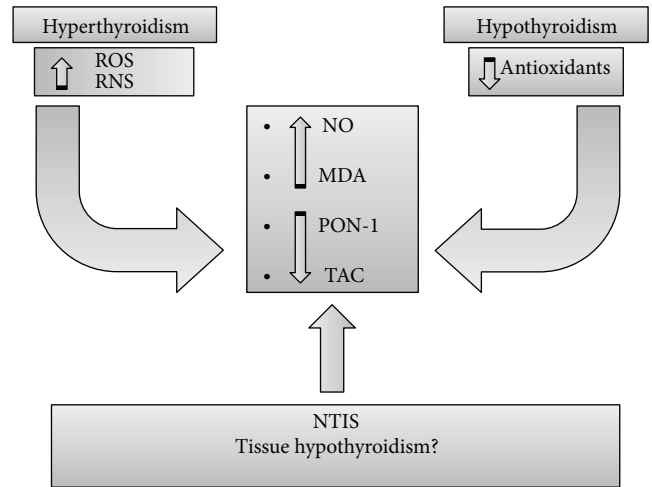 Hyperthyroidism
ROS
RNS
Hypothyroidism
Antioxidants
• NO
• MDA
• PON-1
• TAC
NTIS
Tissue hypothyroidism?